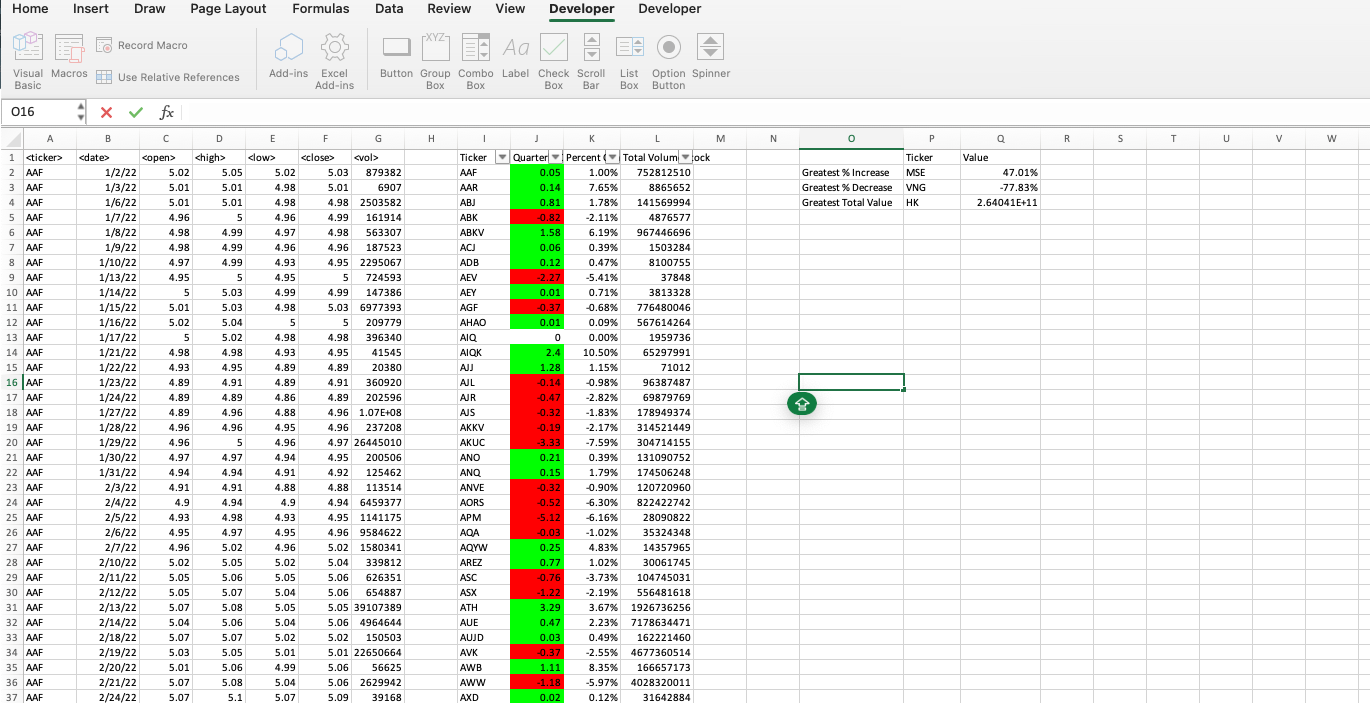 Home Insert Draw Page Layout Formulas Data Review View Developer Developer
Visual Basic Macros Record Macro Use Relative References Add-ins Excel Add-ins Button Group Box Combo Box Label Check Box Scroll Bar List Box Option Button Spinner
XYZ Aa
O16 fx
A B C D E F G H I J K L M N O P Q R S T U V W
1 <ticker> <date> <open> <high> <low> <close> <vol> Ticker Quarter Percent ( Total Volum ock Ticker Value
2 AAF 1/2/22 5.02 5.05 5.02 5.03 879382 AAF 0.05 1.00% 752812510 Greatest % Increase MSE 47.01%
3 AAF 1/3/22 5.01 5.01 4.98 5.01 6907 AAR 0.14 7.65% 8865652 Greatest % Decrease VNG -77.83%
4 AAF 1/6/22 5.01 5.01 4.98 4.98 2503582 ABJ 0.81 1.78% 141569994 Greatest Total Value HK 2.64041E+11
5 AAF 1/7/22 4.96 5 4.96 4.99 161914 ABK -0.82 -2.11% 4876577
6 AAF 1/8/22 4.98 4.99 4.97 4.98 563307 ABKV 1.58 6.19% 967446696
7 AAF 1/9/22 4.98 4.99 4.96 4.96 187523 ACJ 0.06 0.39% 1503284
8 AAF 1/10/22 4.97 4.99 4.93 4.95 2295067 ADB 0.12 0.47% 8100755
9 AAF 1/13/22 4.95 5 4.95 5 724593 AEV -2.27 -5.41% 37848
10 AAF 1/14/22 5 5.03 4.99 4.99 147386 AEY 0.01 0.71% 3813328
11 AAF 1/15/22 5.01 5.03 4.98 5.03 6977393 AGF -0.37 -0.68% 776480046
12 AAF 1/16/22 5.02 5.04 5 5 209779 AHAO 0.01 0.09% 567614264
13 AAF 1/17/22 5 5.02 4.98 4.98 396340 AIQ 0 0.00% 1959736
14 AAF 1/21/22 4.98 4.98 4.93 4.95 41545 AIQK 2.4 10.50% 65297991
15 AAF 1/22/22 4.93 4.95 4.89 4.89 20380 AJJ 1.28 1.15% 71012
16 AAF 1/23/22 4.89 4.91 4.89 4.91 360920 AJL -0.14 -0.98% 96387487
17 AAF 1/24/22 4.89 4.89 4.86 4.89 202596 AJR -0.47 -2.82% 69879769
18 AAF 1/27/22 4.89 4.96 4.88 4.96 1.07E+08 AJS -0.32 -1.83% 178949374
19 AAF 1/28/22 4.96 4.96 4.95 4.96 237208 AKKV -0.19 -2.17% 314521449
20 AAF 1/29/22 4.96 5 4.96 4.97 26445010 AKUC -3.33 -7.59% 304714155
21 AAF 1/30/22 4.97 4.97 4.94 4.95 200506 ANO 0.21 0.39% 131090752
22 AAF 1/31/22 4.94 4.94 4.91 4.92 125462 ANQ 0.15 1.79% 174506248
23 AAF 2/3/22 4.91 4.91 4.88 4.88 113514 ANVE -0.32 -0.90% 120720960
24 AAF 2/4/22 4.9 4.94 4.9 4.94 6459377 AORS -0.52 -6.30% 822422742
25 AAF 2/5/22 4.93 4.98 4.93 4.95 1141175 APM -5.12 -6.16% 28090822
26 AAF 2/6/22 4.95 4.97 4.95 4.96 9584622 AQA -0.03 -1.02% 35324348
27 AAF 2/7/22 4.96 5.02 4.96 5.02 1580341 AQYW 0.25 4.83% 14357965
28 AAF 2/10/22 5.02 5.05 5.02 5.04 339812 AREZ 0.77 1.02% 30061745
29 AAF 2/11/22 5.05 5.06 5.05 5.06 626351 ASC -0.76 -3.73% 104745031
30 AAF 2/12/22 5.05 5.07 5.04 5.06 654887 ASX -1.22 -2.19% 556481618
31 AAF 2/13/22 5.07 5.08 5.05 5.05 39107389 ATH 3.29 3.67% 1926736256
32 AAF 2/14/22 5.04 5.06 5.04 5.06 4964644 AUE 0.47 2.23% 7178634471
33 AAF 2/18/22 5.07 5.07 5.02 5.02 150503 AUJD 0.03 0.49% 162221460
34 AAF 2/19/22 5.03 5.05 5.01 5.01 22650664 AVK -0.37 -2.55% 4677360514
35 AAF 2/20/22 5.01 5.06 4.99 5.06 56625 AWB 1.11 8.35% 166657173
36 AAF 2/21/22 5.07 5.08 5.04 5.06 2629942 AWW -1.18 -5.97% 4028320011
37 AAF 2/24/22 5.07 5.1 5.07 5.09 39168 AXD 0.02 0.12% 31642884